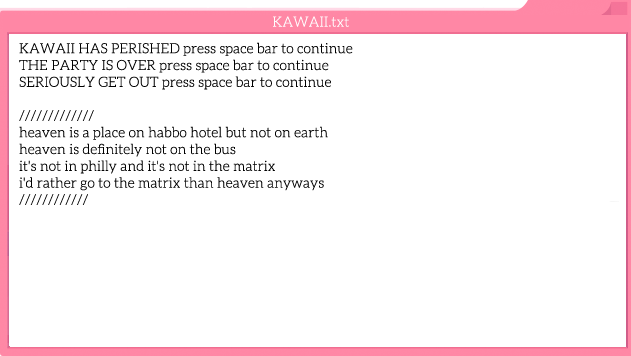 KAWAII.txt
KAWAII HAS PERISHED press space bar to continue
THE PARTY IS OVER press space bar to continue
SERIOUSLY GET OUT press space bar to continue
/////////////
heaven is a place on habbo hotel but not on earth
heaven is definitely not on the bus
it's not in philly and it's not in the matrix
i'd rather go to the matrix than heaven anyways
////////////